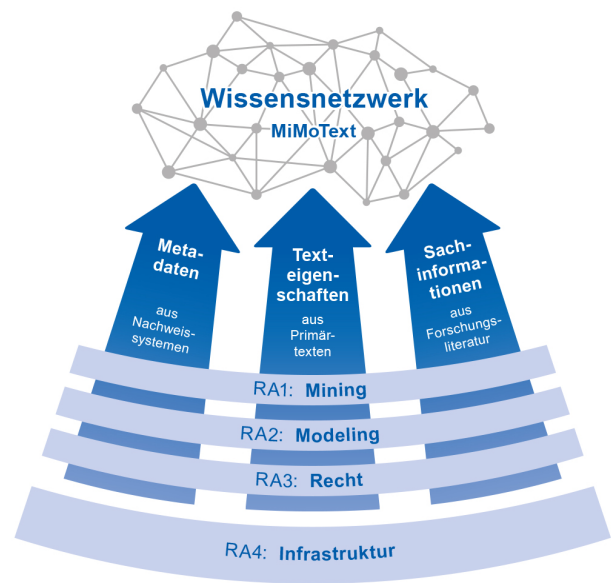 Wissensnetzwerk
MiMoText
Meta-
daten
aus
Nachweis-
systemen
Text-
eigen-
schaften
aus
Primär-
texten
Sach-
informa-
tionen
aus
Forschungs-
literatur
RA1: Mining
RA2: Modeling
RA3: Recht
RA4: Infrastruktur